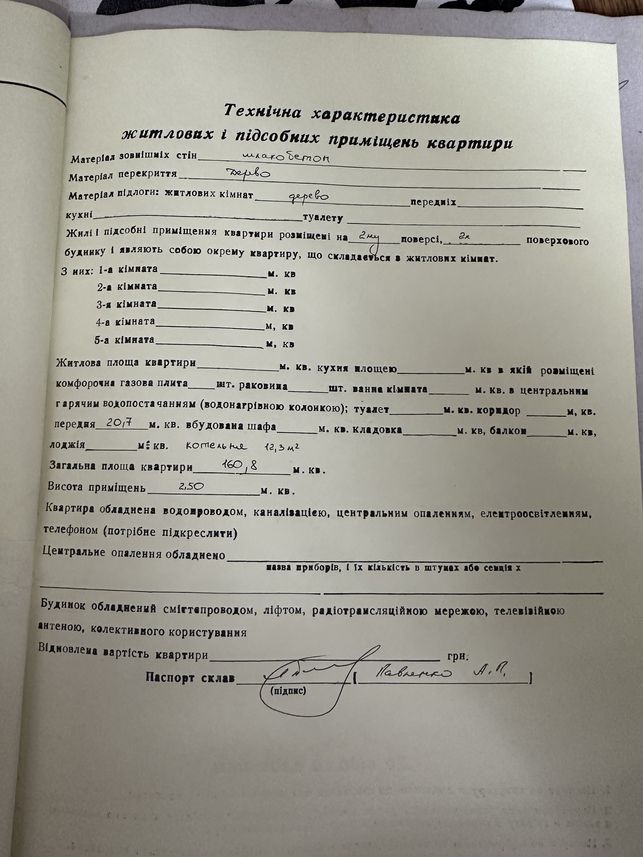 Технічна характеристика
житлових і підсобних приміщень квартири
Матеріал зовнішніх стін шлакобетон
Матеріал перекриття дерево
Матеріал підлоги: житлових кімнат дерево передніх
кухні туалету
Жилі і підсобні приміщення квартири розміщені на 2му поверсі, 2х поверхового
будинку і являють собою окрему квартиру, що складається з житлових кімнат.
З них: 1-а кімната м. кв
2-а кімната м. кв
3-я кімната м. кв
4-а кімната м, кв
5-а кімната м, кв
Житлова площа квартири м. кв. кухня площею м. кв в якій розміщені
комфорочна газова плита шт. раковина шт. ванна кімната м. кв. в центральним
гарячим водопостачанням (водонагрівною колонкою); туалет м. кв. коридор м, кв.
передня 20,7 м. кв. вбудована шафа м. кв. кладовка м. кв, балкон м. кв,
лоджія м. кв. котельня 12,3 м²
Загальна площа квартири 160,8 м. кв.
Висота приміщень 2,50 м. кв.
Квартира обладнена водопроводом, каналізацією, центральним опаленням, електроосвітленням,
телефоном (потрібне підкреслити)
Центральне опалення обладнено
назва приборів, і їх кількість в штуках або секція х
Будинок обладнений смітєпроводом, ліфтом, радіотрансляційною мережою, телевівійною
антеною, колективного користування
Відновлена вартість квартири грн.
Паспорт склав [ Павленко А.П. ]
(підпис)